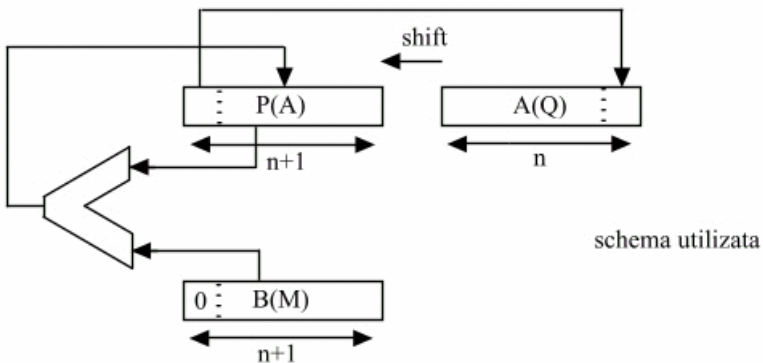 shift
P(A)
A(Q)
n+1
n
schema utilizata
0
B(M)
n+1